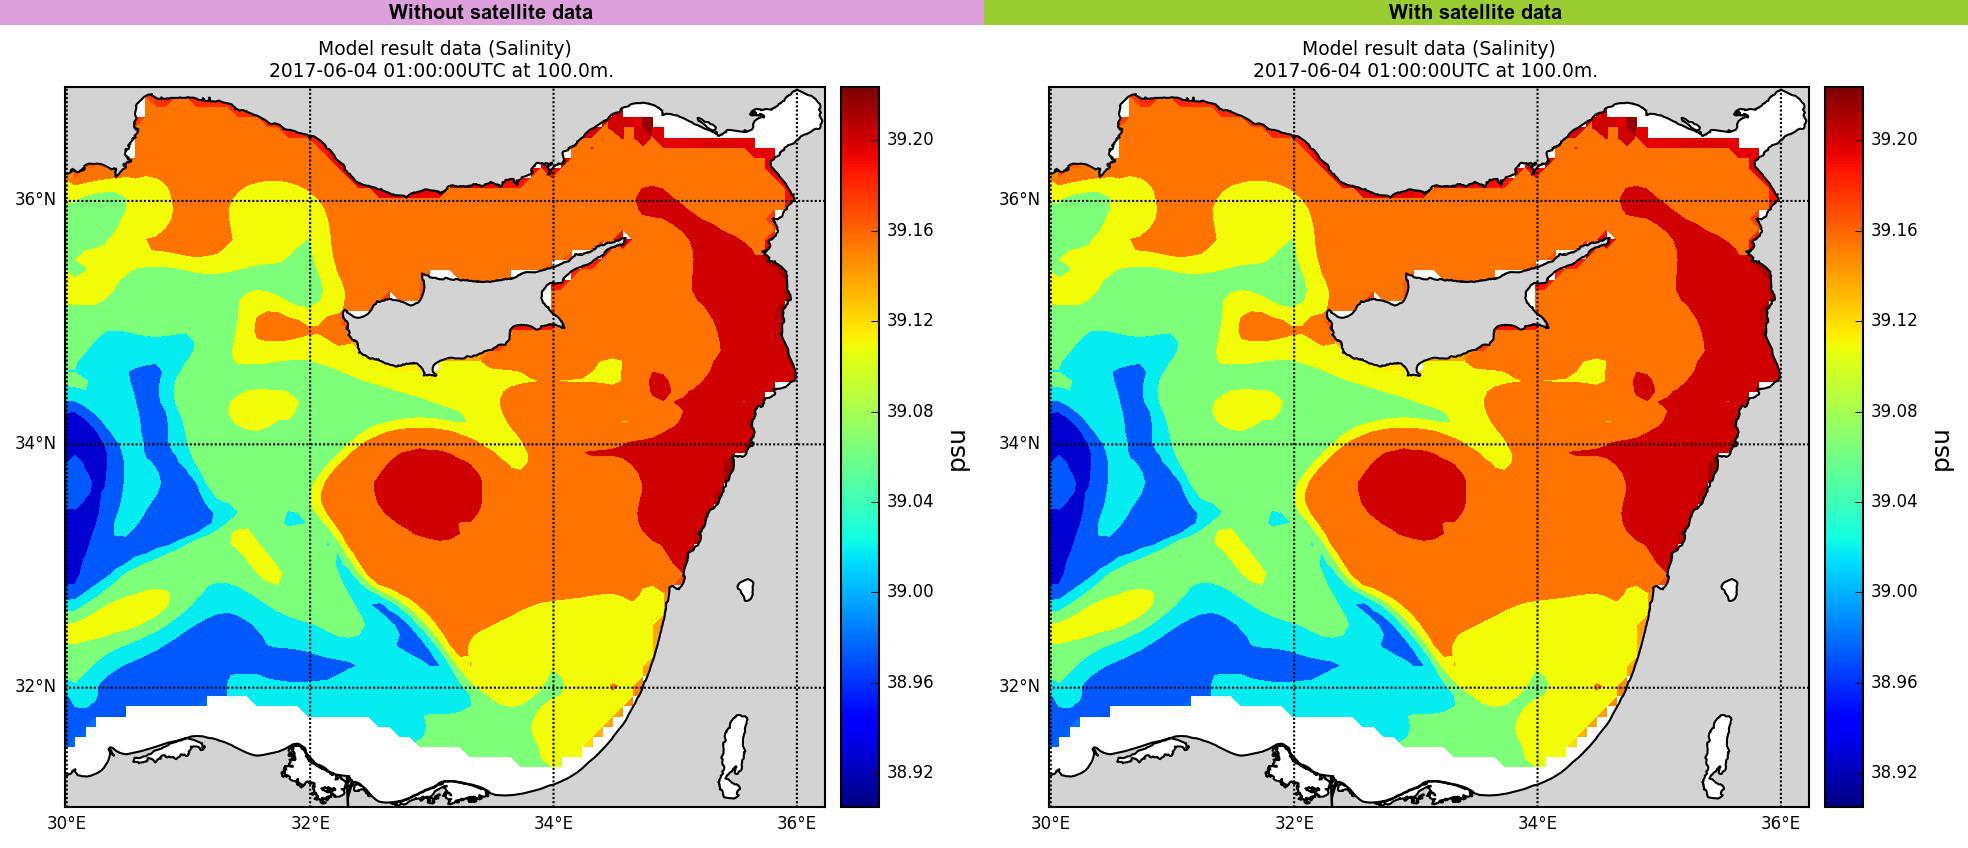 Without satellite data
With satellite data
Model result data (Salinity)
2017-06-04 01:00:00UTC at 100.0m.
36°N
34°N
32°N
30°E
32°E
34°E
36°E
39.20
39.16
39.12
39.08
39.04
39.00
38.96
38.92
psu
Model result data (Salinity)
2017-06-04 01:00:00UTC at 100.0m.
36°N
34°N
32°N
30°E
32°E
34°E
36°E
39.20
39.16
39.12
39.08
39.04
39.00
38.96
38.92
psu